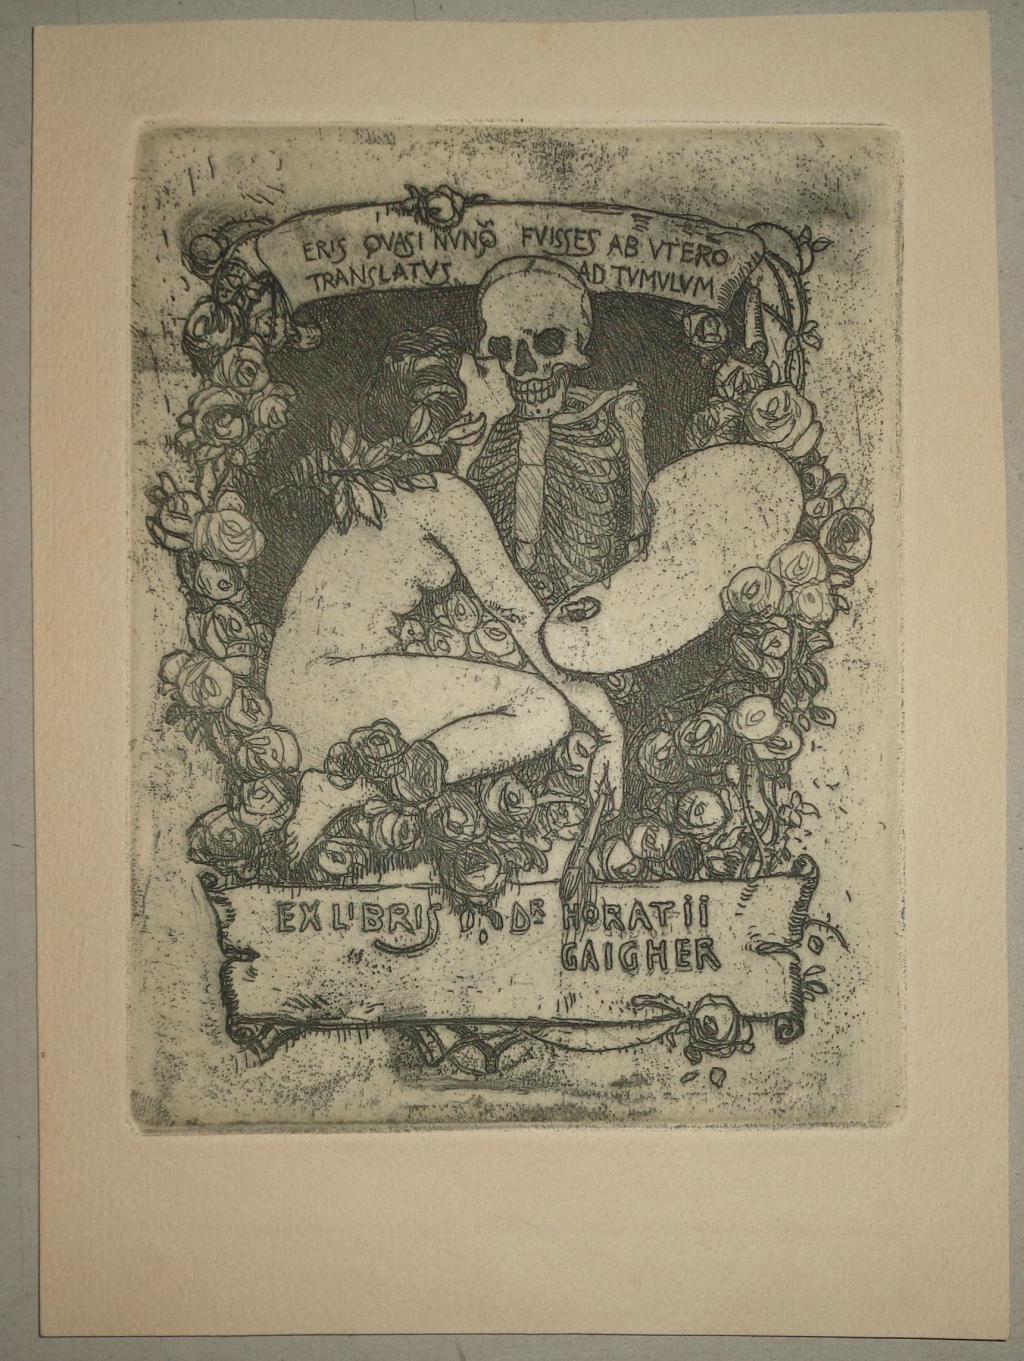 ERIS QVASI NVNQ̆ FVISSES AB VTERO
TRANSLATVS AD TVMVLVM
EX LIBRIS DR HORATii
GAIGHER